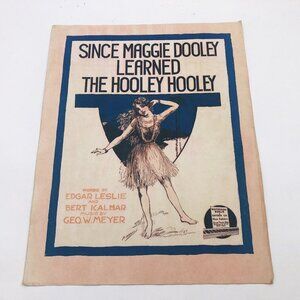 SINCE MAGGIE DOOLEY
LEARNED
THE HOOLEY HOOLEY
WORDS BY
EDGAR LESLIE
AND
BERT KALMAR
MUSIC BY
GEO. W. MEYER